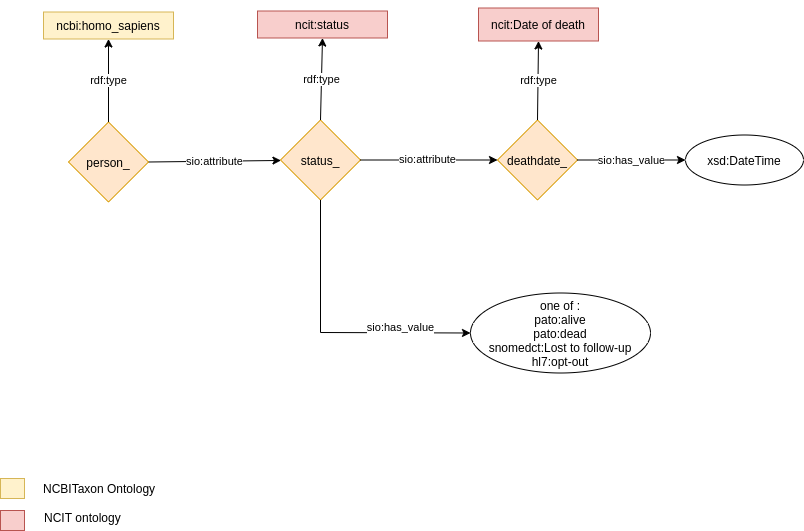 ncbi:homo_sapiens
ncit:status
ncit:Date of death
rdf:type
rdf:type
rdf:type
person_
sio:attribute
status_
sio:attribute
deathdate_
sio:has_value
xsd:DateTime
sio:has_value
one of :
pato:alive
pato:dead
snomedct:Lost to follow-up
hl7:opt-out
NCBITaxon Ontology
NCIT ontology